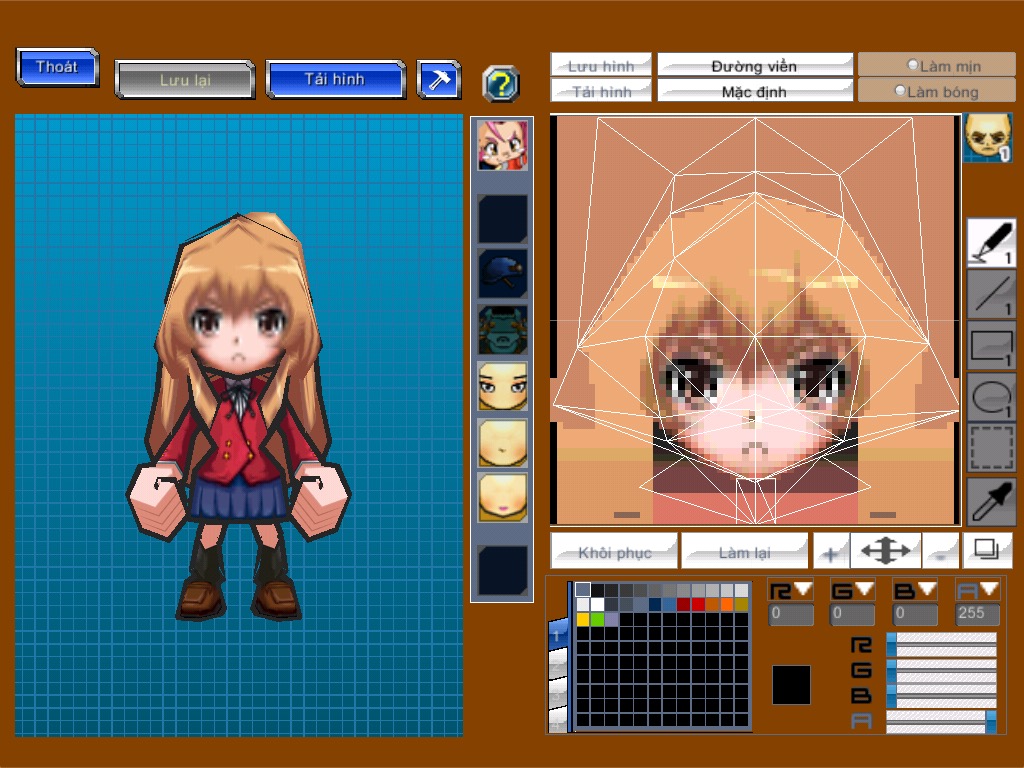 Thoát
Lưu lại
Tải hình
?
Lưu hình
Đường viền
Làm mịn
Tải hình
Mặc định
Làm bóng
1
1
1
1
1
Khôi phục
Làm lại
+
-
R
G
B
A
0
0
0
255
1
R
G
B
A